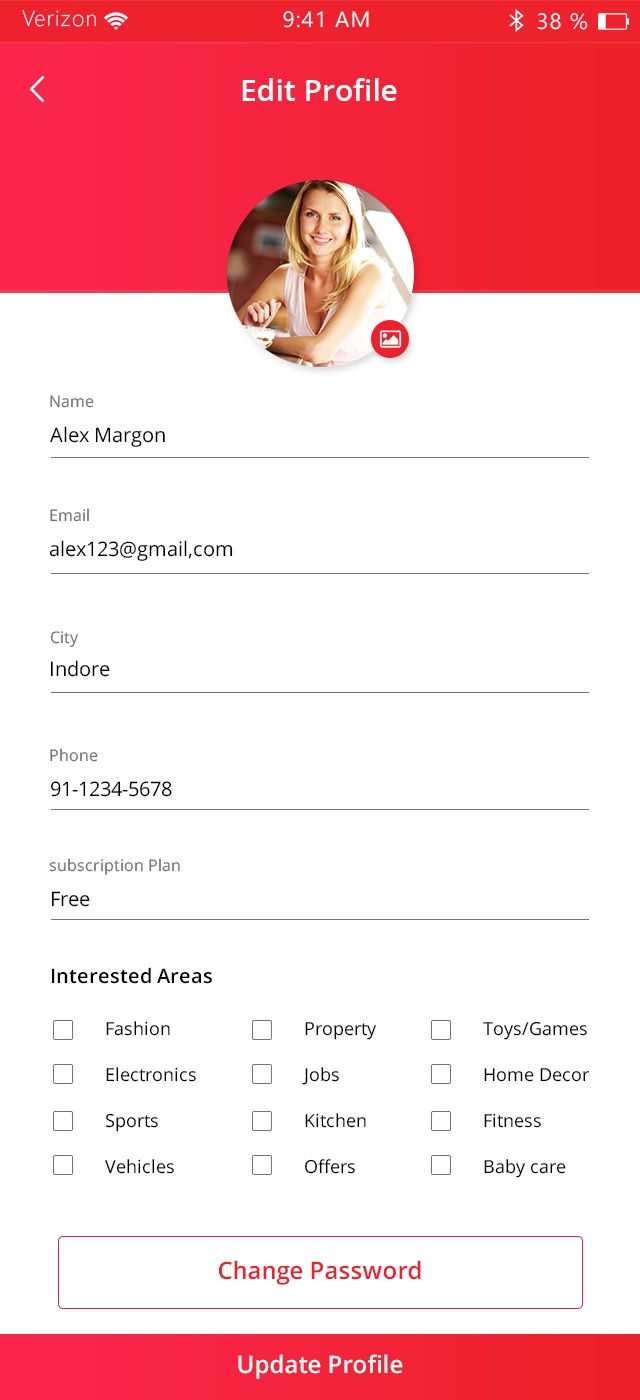 Verizon 9:41 AM 38 %
Edit Profile
Name
Alex Margon
Email
alex123@gmail,com
City
Indore
Phone
91-1234-5678
subscription Plan
Free
Interested Areas
Fashion Property Toys/Games
Electronics Jobs Home Decor
Sports Kitchen Fitness
Vehicles Offers Baby care
Change Password
Update Profile